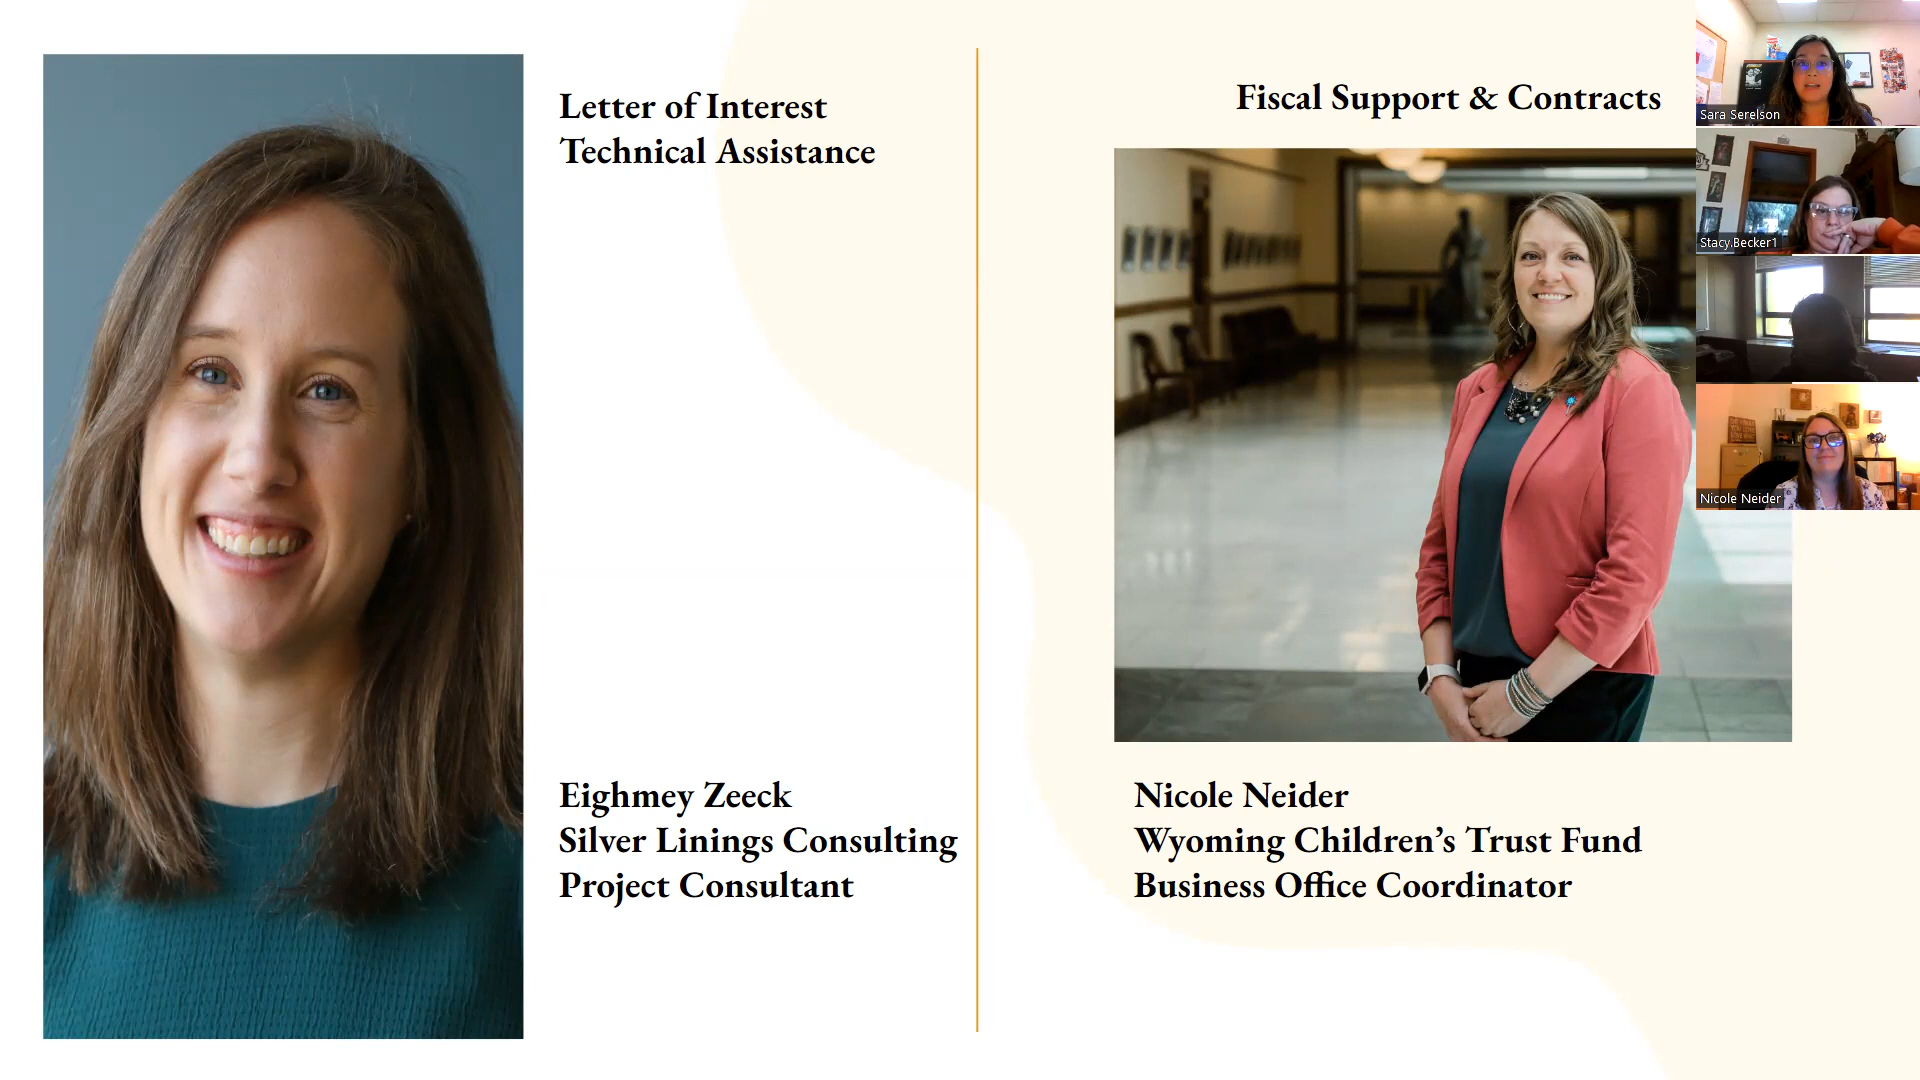 Letter of Interest
Technical Assistance
Eighmey Zeeck
Silver Linings Consulting
Project Consultant
Fiscal Support & Contracts
Nicole Neider
Wyoming Children’s Trust Fund
Business Office Coordinator
Sara Serelson
Stacy.Becker1
Nicole Neider